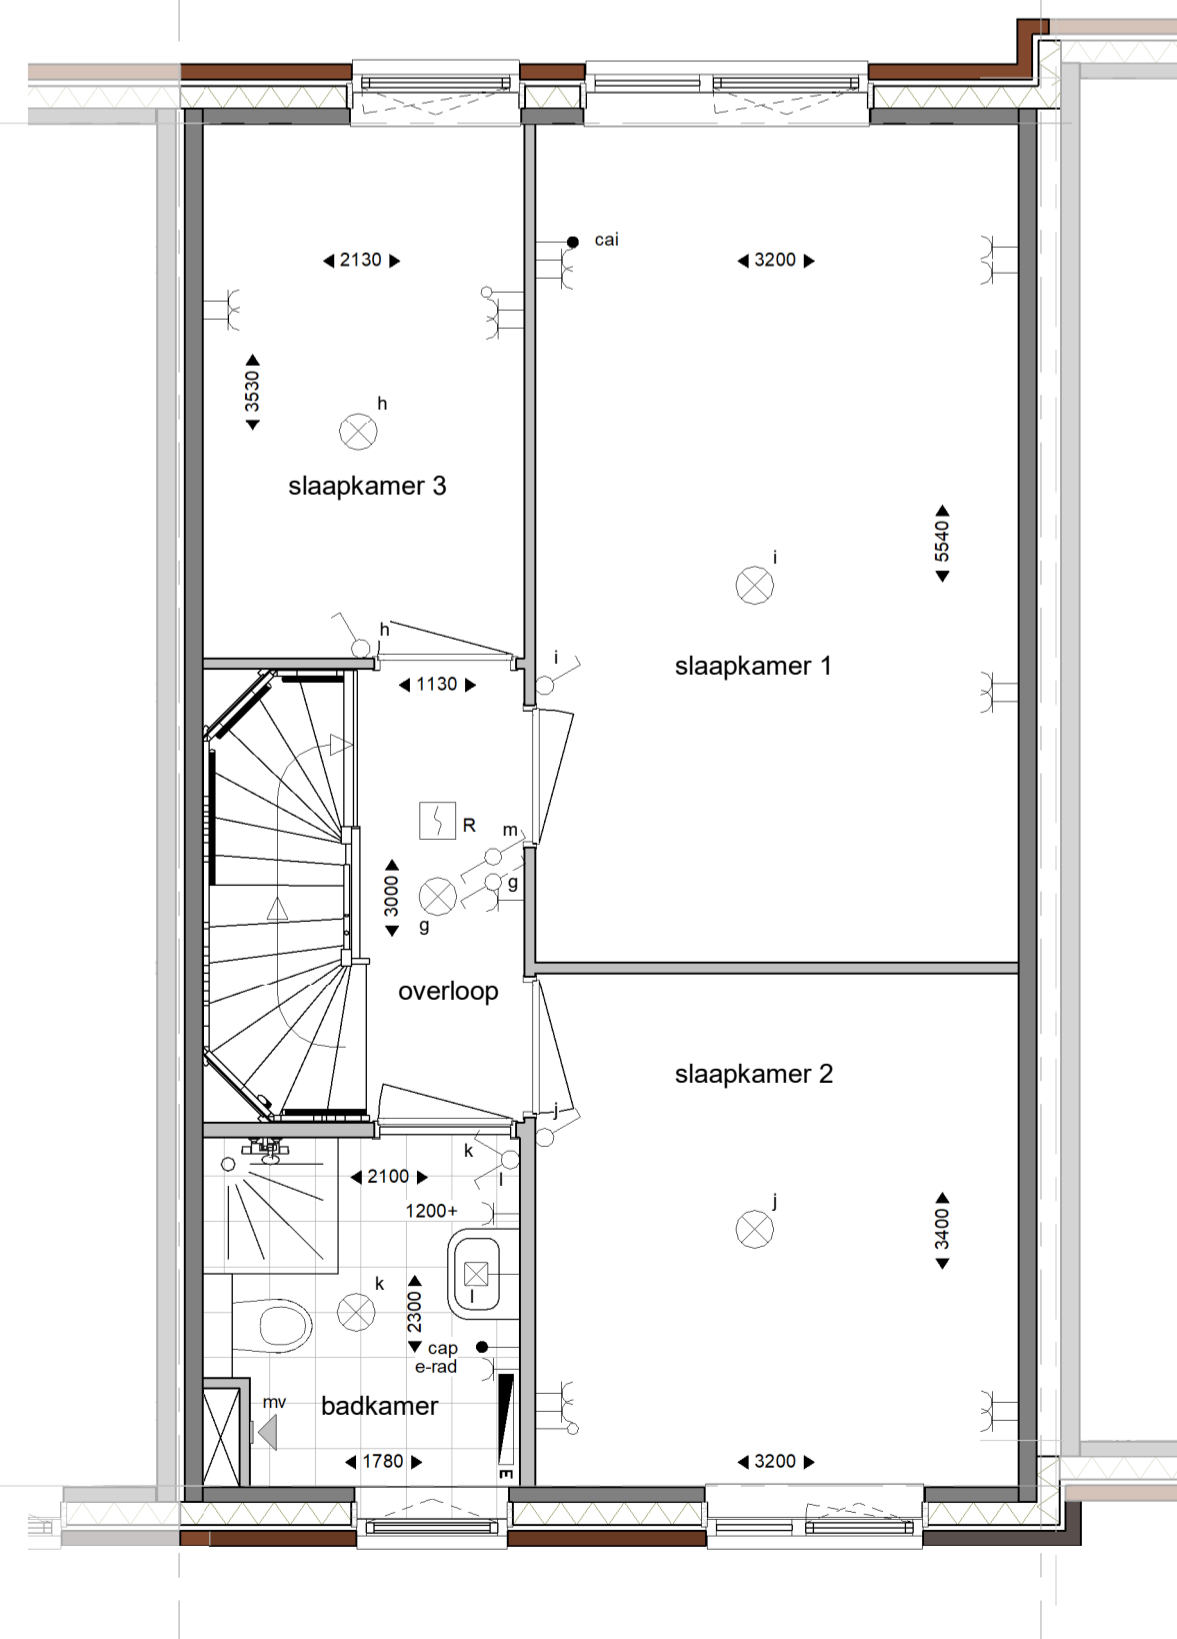 cai
2130
3200
3530
h
slaapkamer 3
5540
i
h
i
slaapkamer 1
1130
R
m
3000
g
g
overloop
slaapkamer 2
j
k
2100
l
1200+
j
3400
k
l
2300
cap
e-rad
mv
badkamer
1780
3200
E